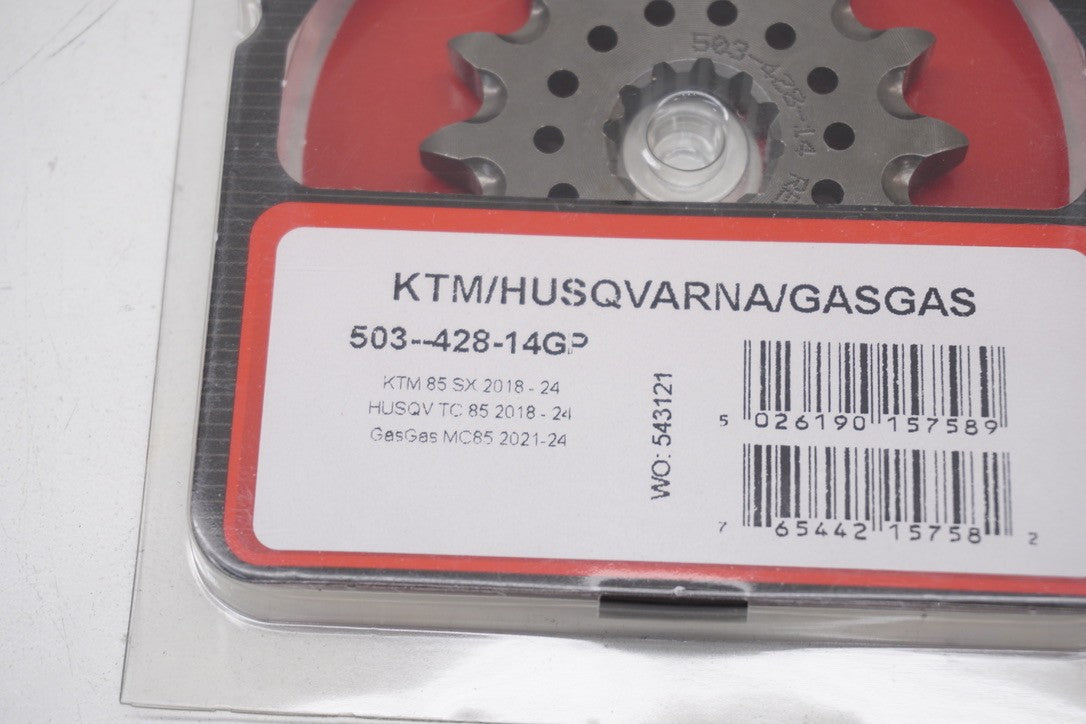 503-428-14
KTM/HUSQVARNA/GASGAS
503--428-14GP
KTM 85 SX 2018 - 24
HUSQV TC 85 2018 - 24
GasGas MC85 2021-24
WO: 543121
5 026190 157589
7 65442 15758 2